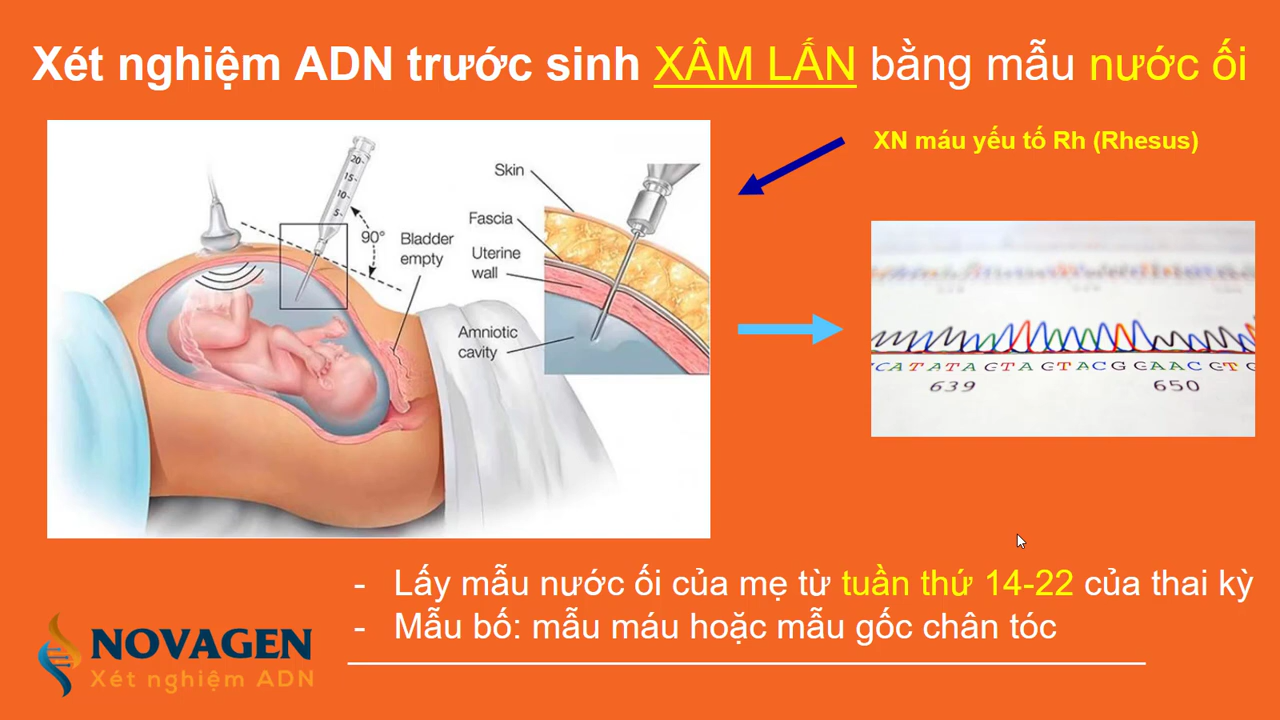 Xét nghiệm ADN trước sinh XÂM LẤN bằng mẫu nước ối
XN máu yếu tố Rh (Rhesus)
20
15
10
5
90°
Bladder
empty
Skin
Fascia
Uterine
wall
Amniotic
cavity
CATATAGTAGTACGGAACGTG
639
650
- Lấy mẫu nước ối của mẹ từ tuần thứ 14-22 của thai kỳ
- Mẫu bố: mẫu máu hoặc mẫu gốc chân tóc
NOVAGEN
Xét nghiệm ADN